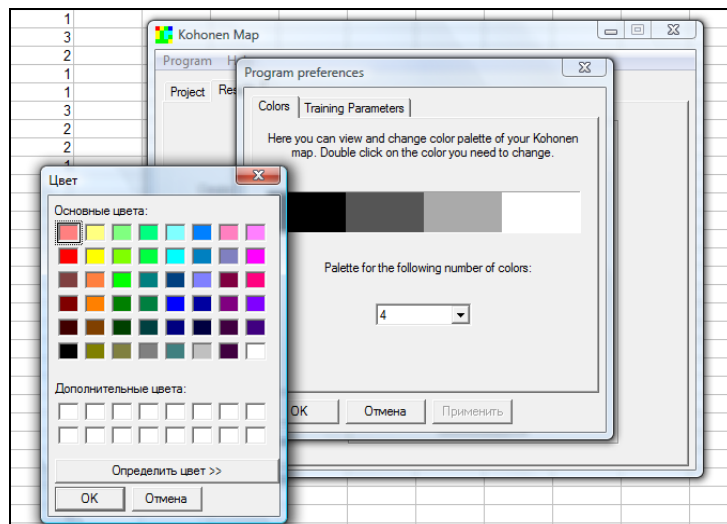 1
3
2
1
1
3
2
2
1
Kohonen Map
Program
Project
Program preferences
Colors
Training Parameters
Here you can view and change color palette of your Kohonen
map. Double click on the color you need to change.
Palette for the following number of colors:
4
OK
Отмена
Применить
Цвет
Основные цвета:
Дополнительные цвета:
Определить цвет >>
OK
Отмена